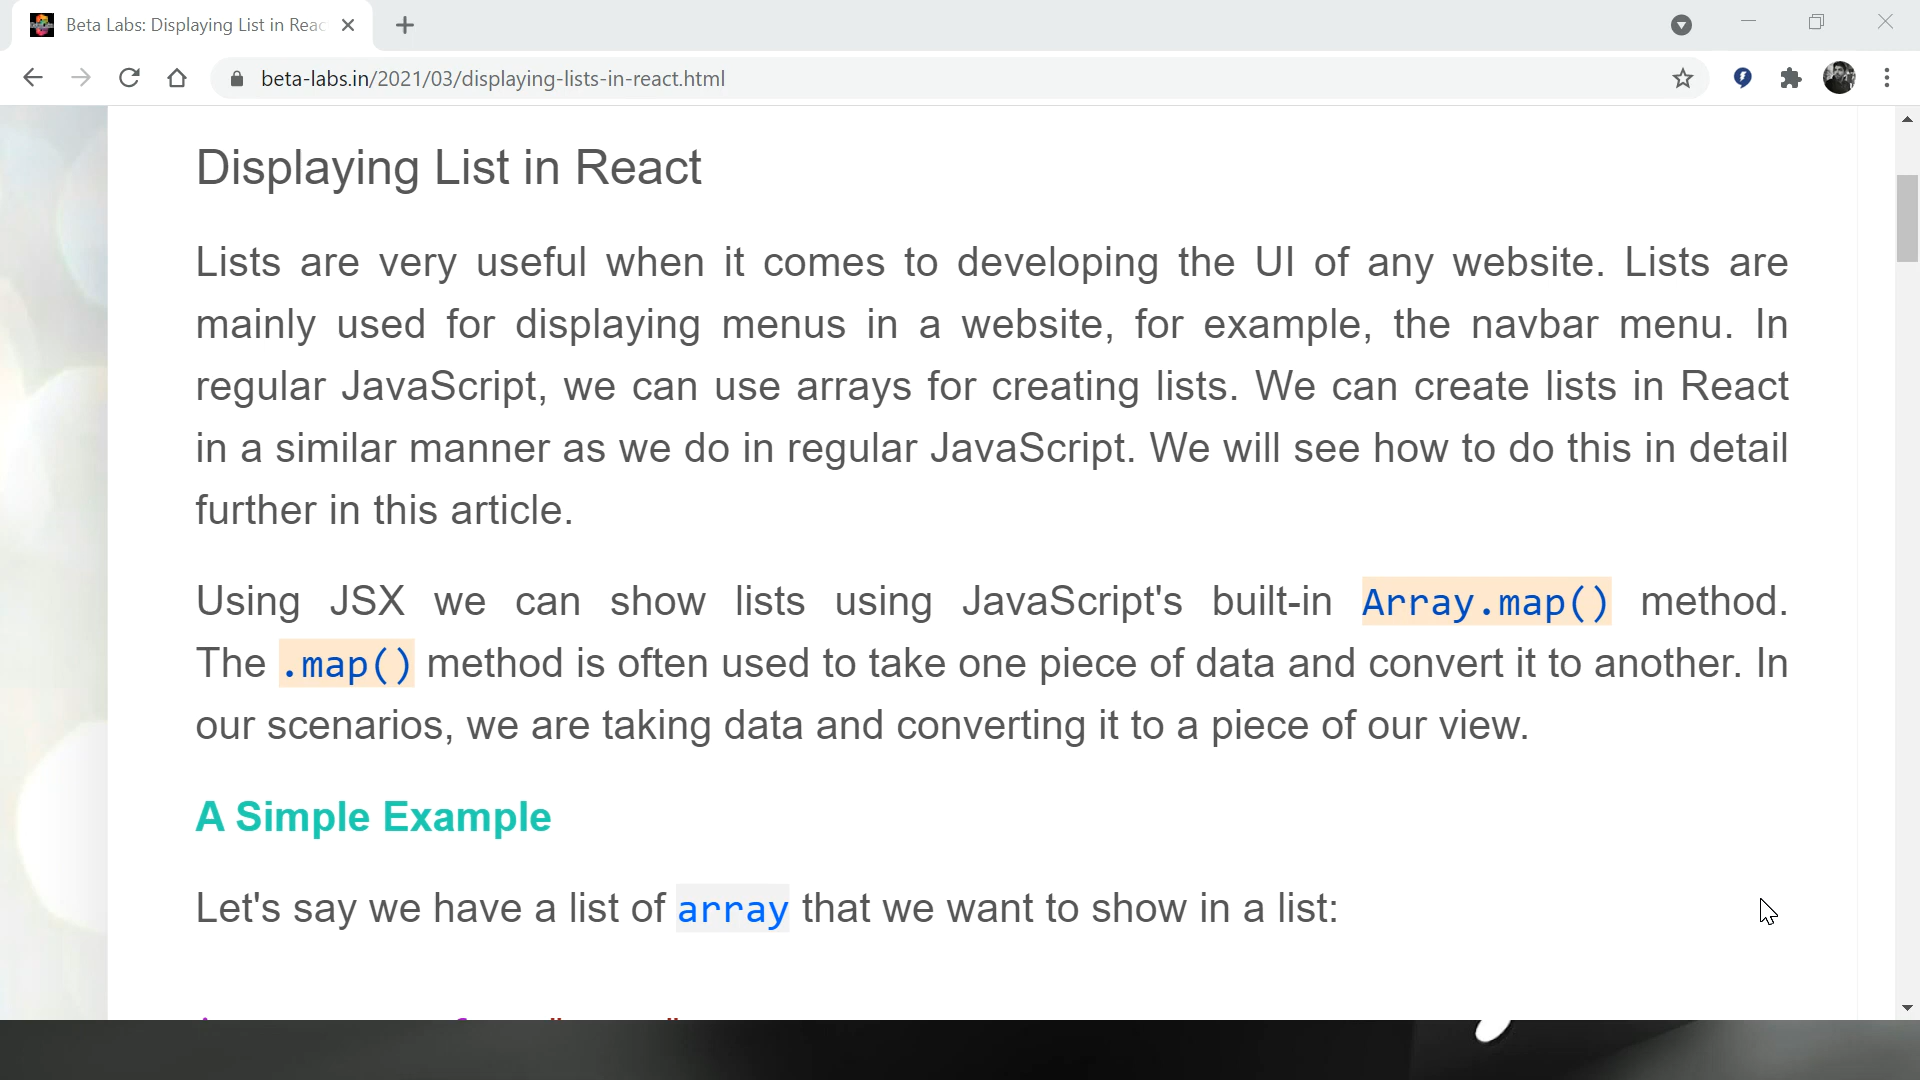 Beta Labs: Displaying List in Reac
beta-labs.in/2021/03/displaying-lists-in-react.html
Displaying List in React
Lists are very useful when it comes to developing the UI of any website. Lists are
mainly used for displaying menus in a website, for example, the navbar menu. In
regular JavaScript, we can use arrays for creating lists. We can create lists in React
in a similar manner as we do in regular JavaScript. We will see how to do this in detail
further in this article.
Using JSX we can show lists using JavaScript's built-in Array.map() method.
The .map() method is often used to take one piece of data and convert it to another. In
our scenarios, we are taking data and converting it to a piece of our view.
A Simple Example
Let's say we have a list of array that we want to show in a list: